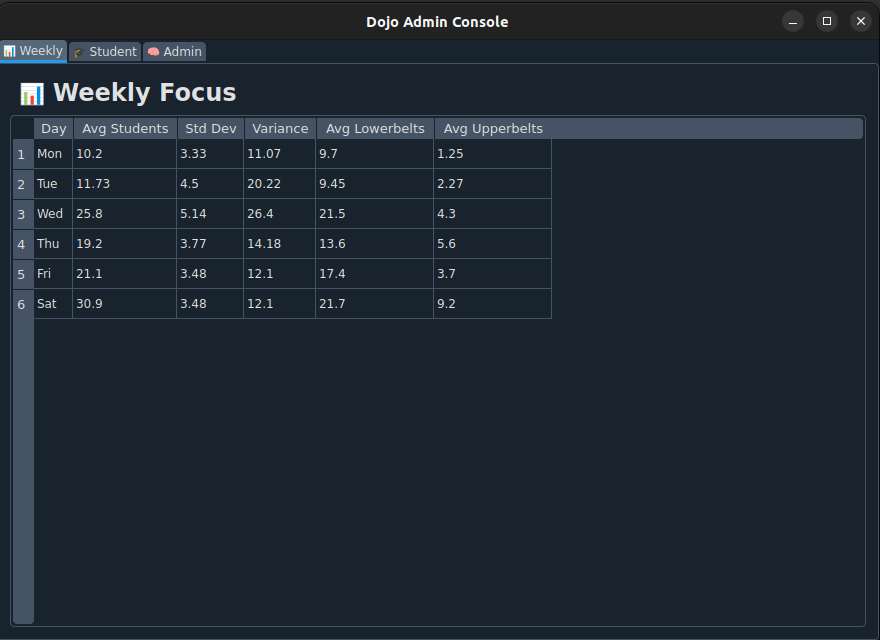 Dojo Admin Console
Weekly Student Admin
Weekly Focus
Day Avg Students Std Dev Variance Avg Lowerbelts Avg Upperbelts
1 Mon 10.2 3.33 11.07 9.7 1.25
2 Tue 11.73 4.5 20.22 9.45 2.27
3 Wed 25.8 5.14 26.4 21.5 4.3
4 Thu 19.2 3.77 14.18 13.6 5.6
5 Fri 21.1 3.48 12.1 17.4 3.7
6 Sat 30.9 3.48 12.1 21.7 9.2